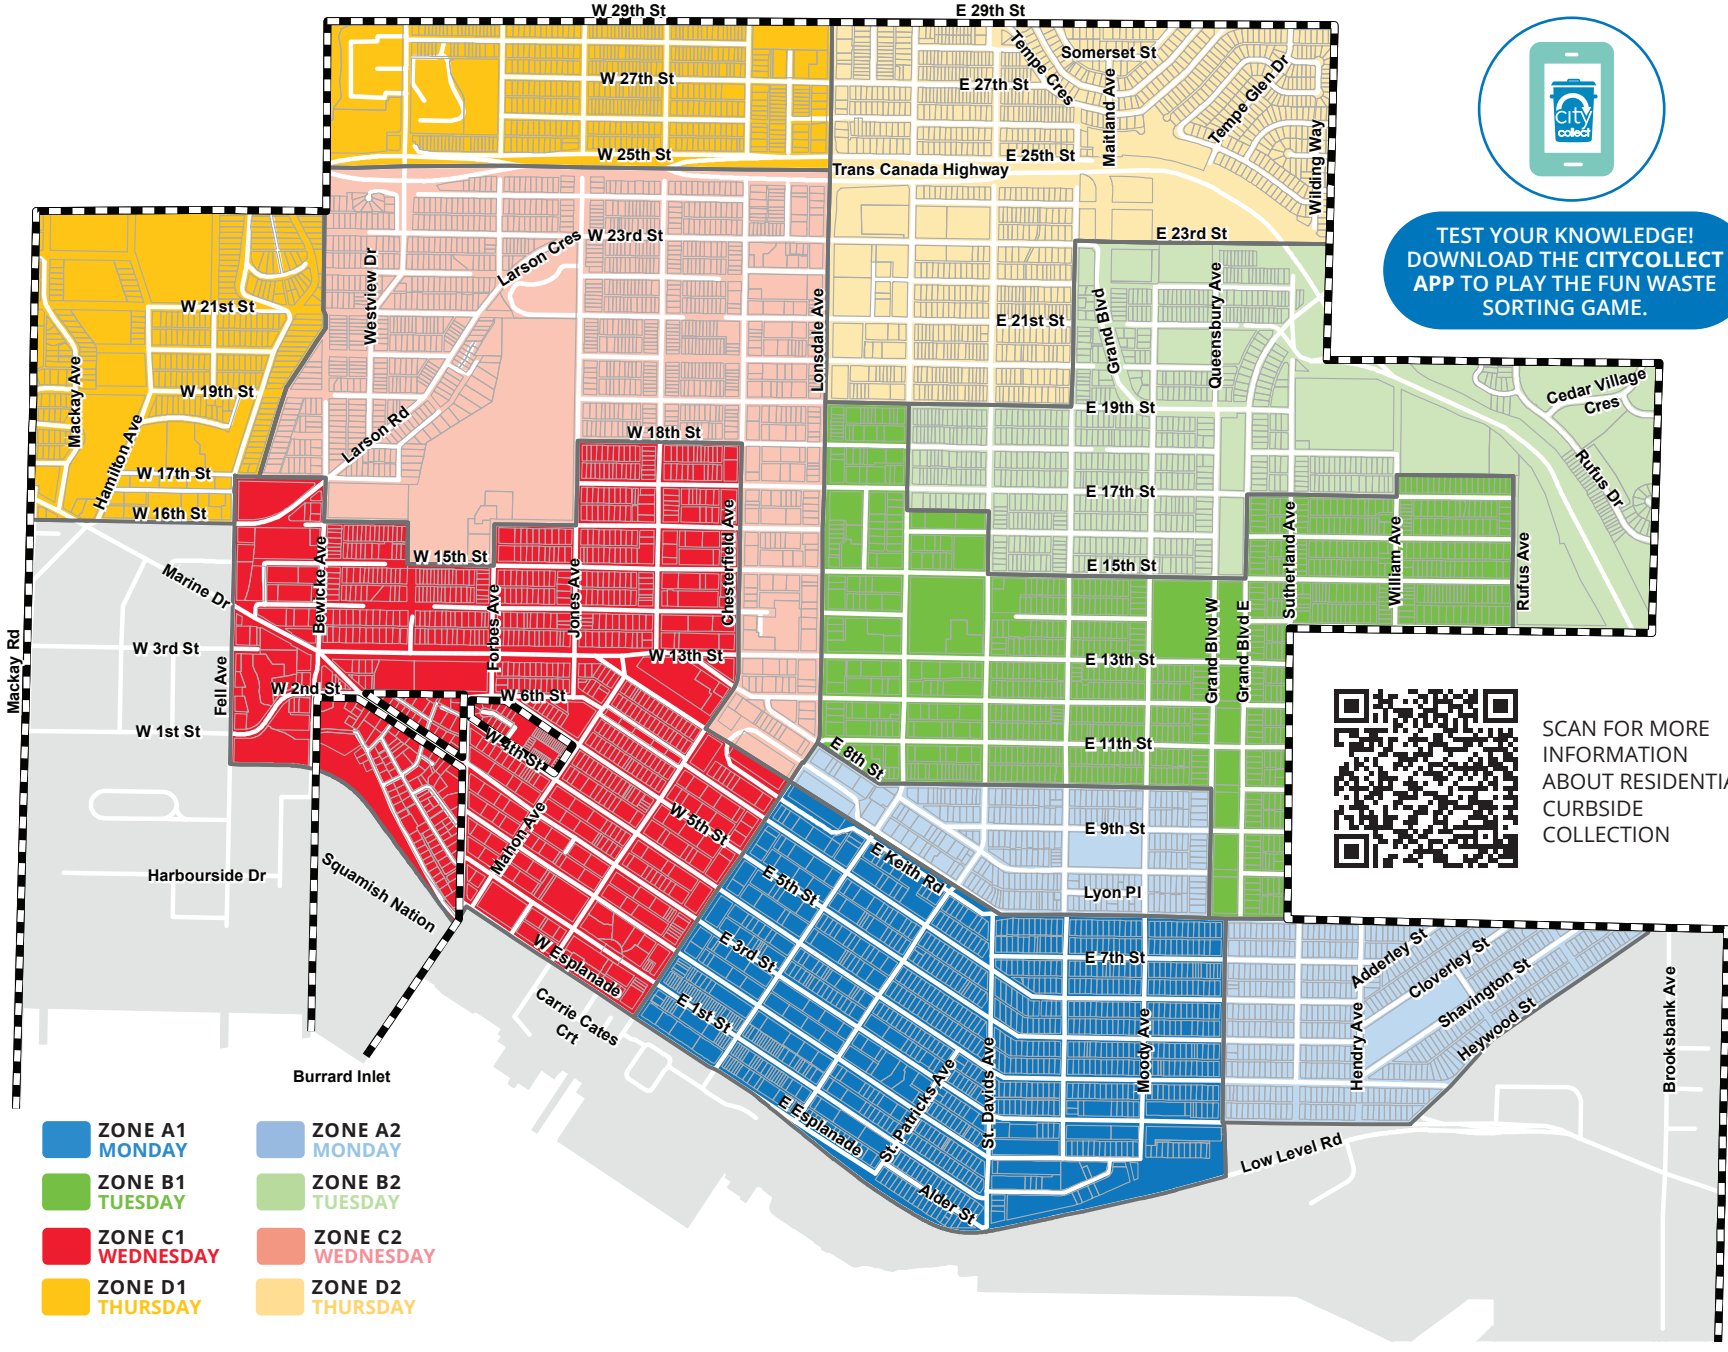 W 29th St
E 29th St
W 27th St
E 27th St
Tempe Cres
Somerset St
Maitland Ave
Temple Glen Dr
Wilding Way
W 25th St
E 25th St
Trans Canada Highway
city
collect
TEST YOUR KNOWLEDGE!
DOWNLOAD THE CITYCOLLECT
APP TO PLAY THE FUN WASTE
SORTING GAME.
W 23rd St
E 23rd St
Larson Cres
Westview Dr
Lonsdale Ave
Grand Blvd
Queensbury Ave
W 21st St
E 21st St
Mackay Ave
Hamilton Ave
W 19th St
E 19th St
Cedar Village
Cres
Rufus Dr
Larson Rd
W 18th St
W 17th St
E 17th St
W 16th St
W 15th St
E 15th St
Chesterfield Ave
Sutherland Ave
William Ave
Rufus Ave
Marine Dr
Bewicke Ave
Forbes Ave
Jones Ave
Mackay Rd
W 3rd St
Fell Ave
W 2nd St
W 1st St
W 13th St
E 13th St
Grand Blvd W
Grand Blvd E
W 6th St
W 4th St
E 11th St
E 8th St
SCAN FOR MORE
INFORMATION
ABOUT RESIDENTIA
CURBSIDE
COLLECTION
Mahon Ave
W 5th St
E 9th St
E Keith Rd
Lyon Pl
E 5th St
Harbourside Dr
Squamish Nation
W Esplanade
E 3rd St
E 7th St
Adderley St
Cloverley St
Shavington St
Heywood St
Hendry Ave
Brooksbank Ave
Carrie Cates
Crt
E 1st St
Moody Ave
St. Davids Ave
St. Patricks Ave
E Esplanade
Alder St
Low Level Rd
Burrard Inlet
ZONE A1
MONDAY
ZONE A2
MONDAY
ZONE B1
TUESDAY
ZONE B2
TUESDAY
ZONE C1
WEDNESDAY
ZONE C2
WEDNESDAY
ZONE D1
THURSDAY
ZONE D2
THURSDAY